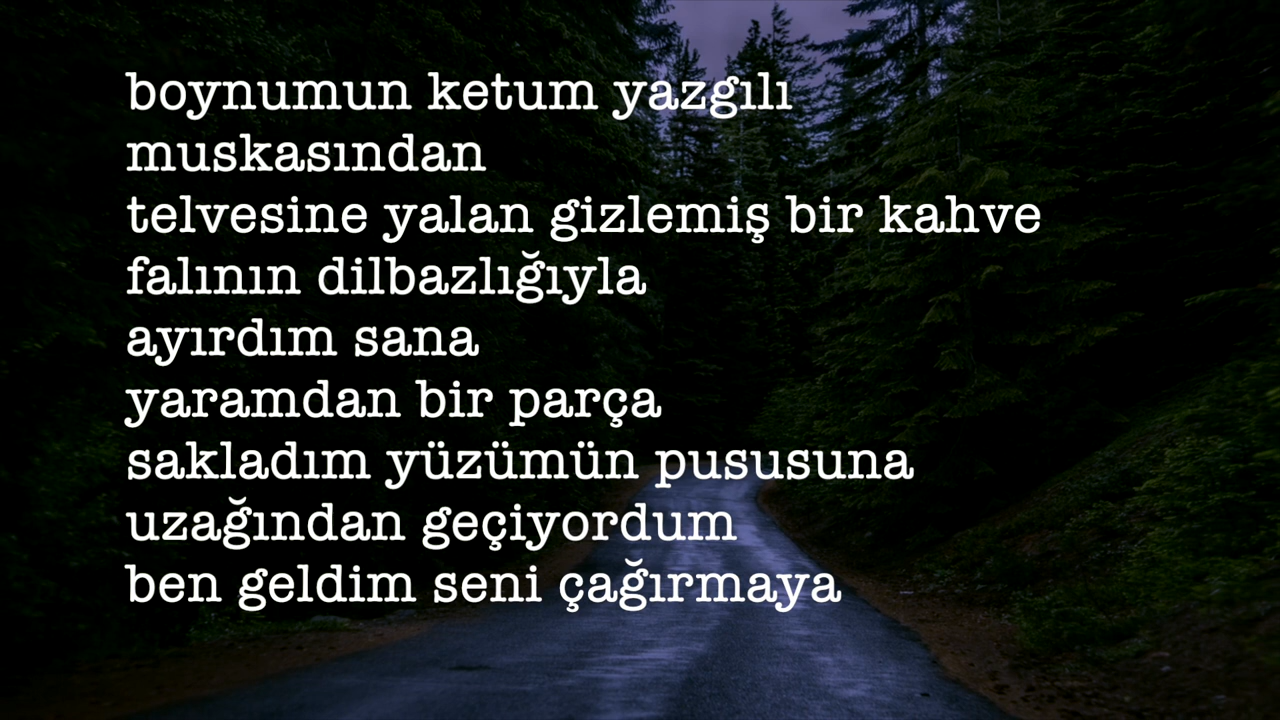 boynumun ketum yazgılı
muskasından
telvesine yalan gizlemiş bir kahve
falının dilbazlığıyla
ayırdım sana
yaramdan bir parça
sakladım yüzümün pususuna
uzağından geçiyordum
ben geldim seni çağırmaya